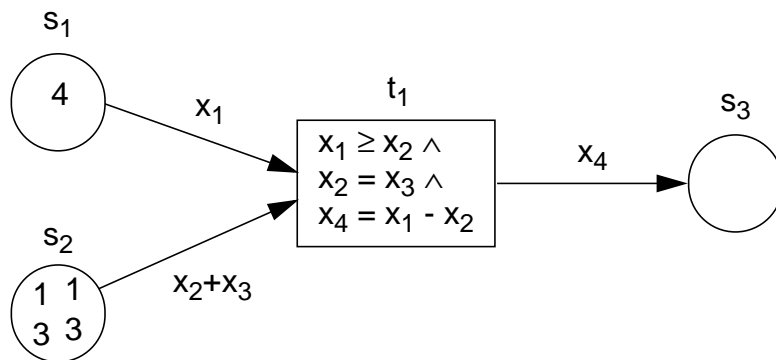 s₁
4
x₁
t₁
x₁ ≥ x₂ ∧
x₂ = x₃ ∧
x₄ = x₁ - x₂
x₄
s₃
s₂
1 1
3 3
x₂+x₃